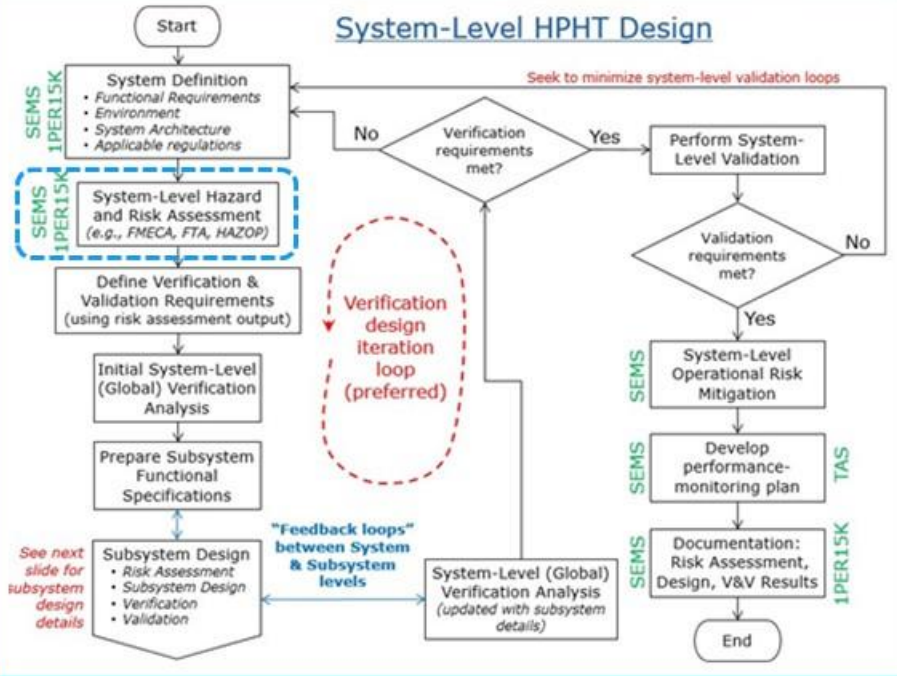 System-Level HPHT Design
Start
SEMS
1PER15K
System Definition
• Functional Requirements
• Environment
• System Architecture
• Applicable regulations
Seek to minimize system-level validation loops
No
Verification
requirements
met?
Yes
Perform System-
Level Validation
SEMS
1PER15K
System-Level Hazard
and Risk Assessment
(e.g., FMECA, FTA, HAZOP)
Validation
requirements
met?
No
Yes
Define Verification &
Validation Requirements
(using risk assessment output)
Verification
design
iteration
loop
(preferred)
Initial System-Level
(Global) Verification
Analysis
SEMS
System-Level
Operational Risk
Mitigation
Prepare Subsystem
Functional
Specifications
SEMS
Develop
performance-
monitoring plan
TAS
See next
slide for
subsystem
design
details
Subsystem Design
• Risk Assessment
• Subsystem Design
• Verification
• Validation
"Feedback loops"
between System
& Subsystem
levels
System-Level (Global)
Verification Analysis
(updated with subsystem
details)
SEMS
Documentation:
Risk Assessment,
Design, V&V Results
1PER15K
End